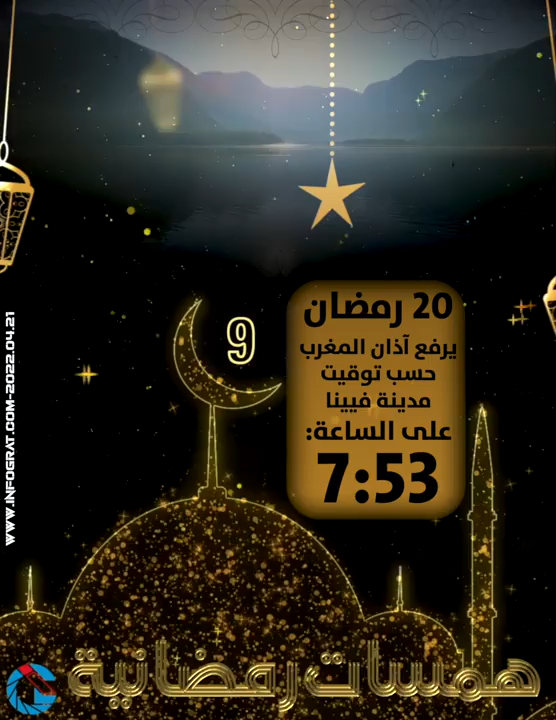 9
20 رمضان
يرفع آذان المغرب
حسب توقيت
مدينة فيينا
على الساعة:
7:53
WWW.INFOGRAT.COM-2022.04.21
همسات رمضانية